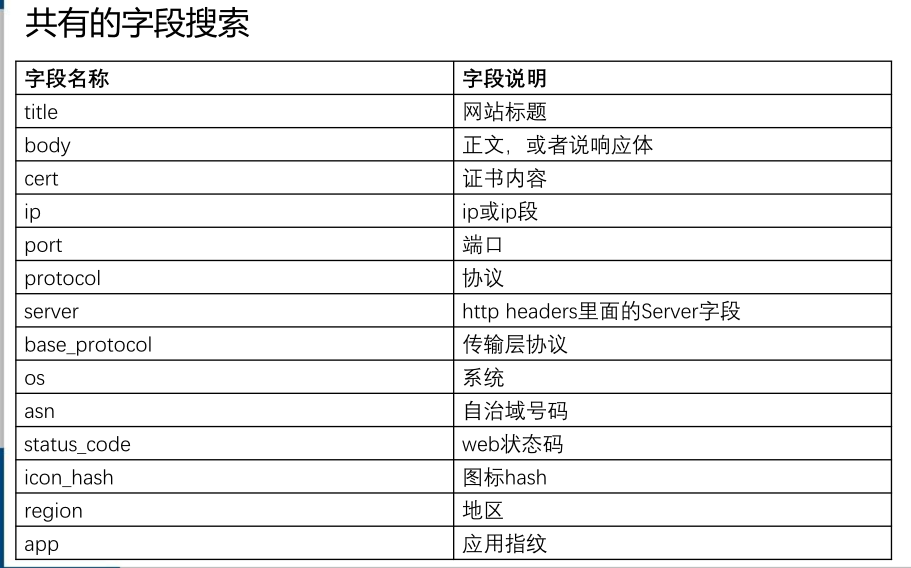 共有的字段搜索
字段名称 字段说明
title 网站标题
body 正文，或者说响应体
cert 证书内容
ip ip或ip段
port 端口
protocol 协议
server http headers里面的Server字段
base_protocol 传输层协议
os 系统
asn 自治域号码
status_code web状态码
icon_hash 图标hash
region 地区
app 应用指纹